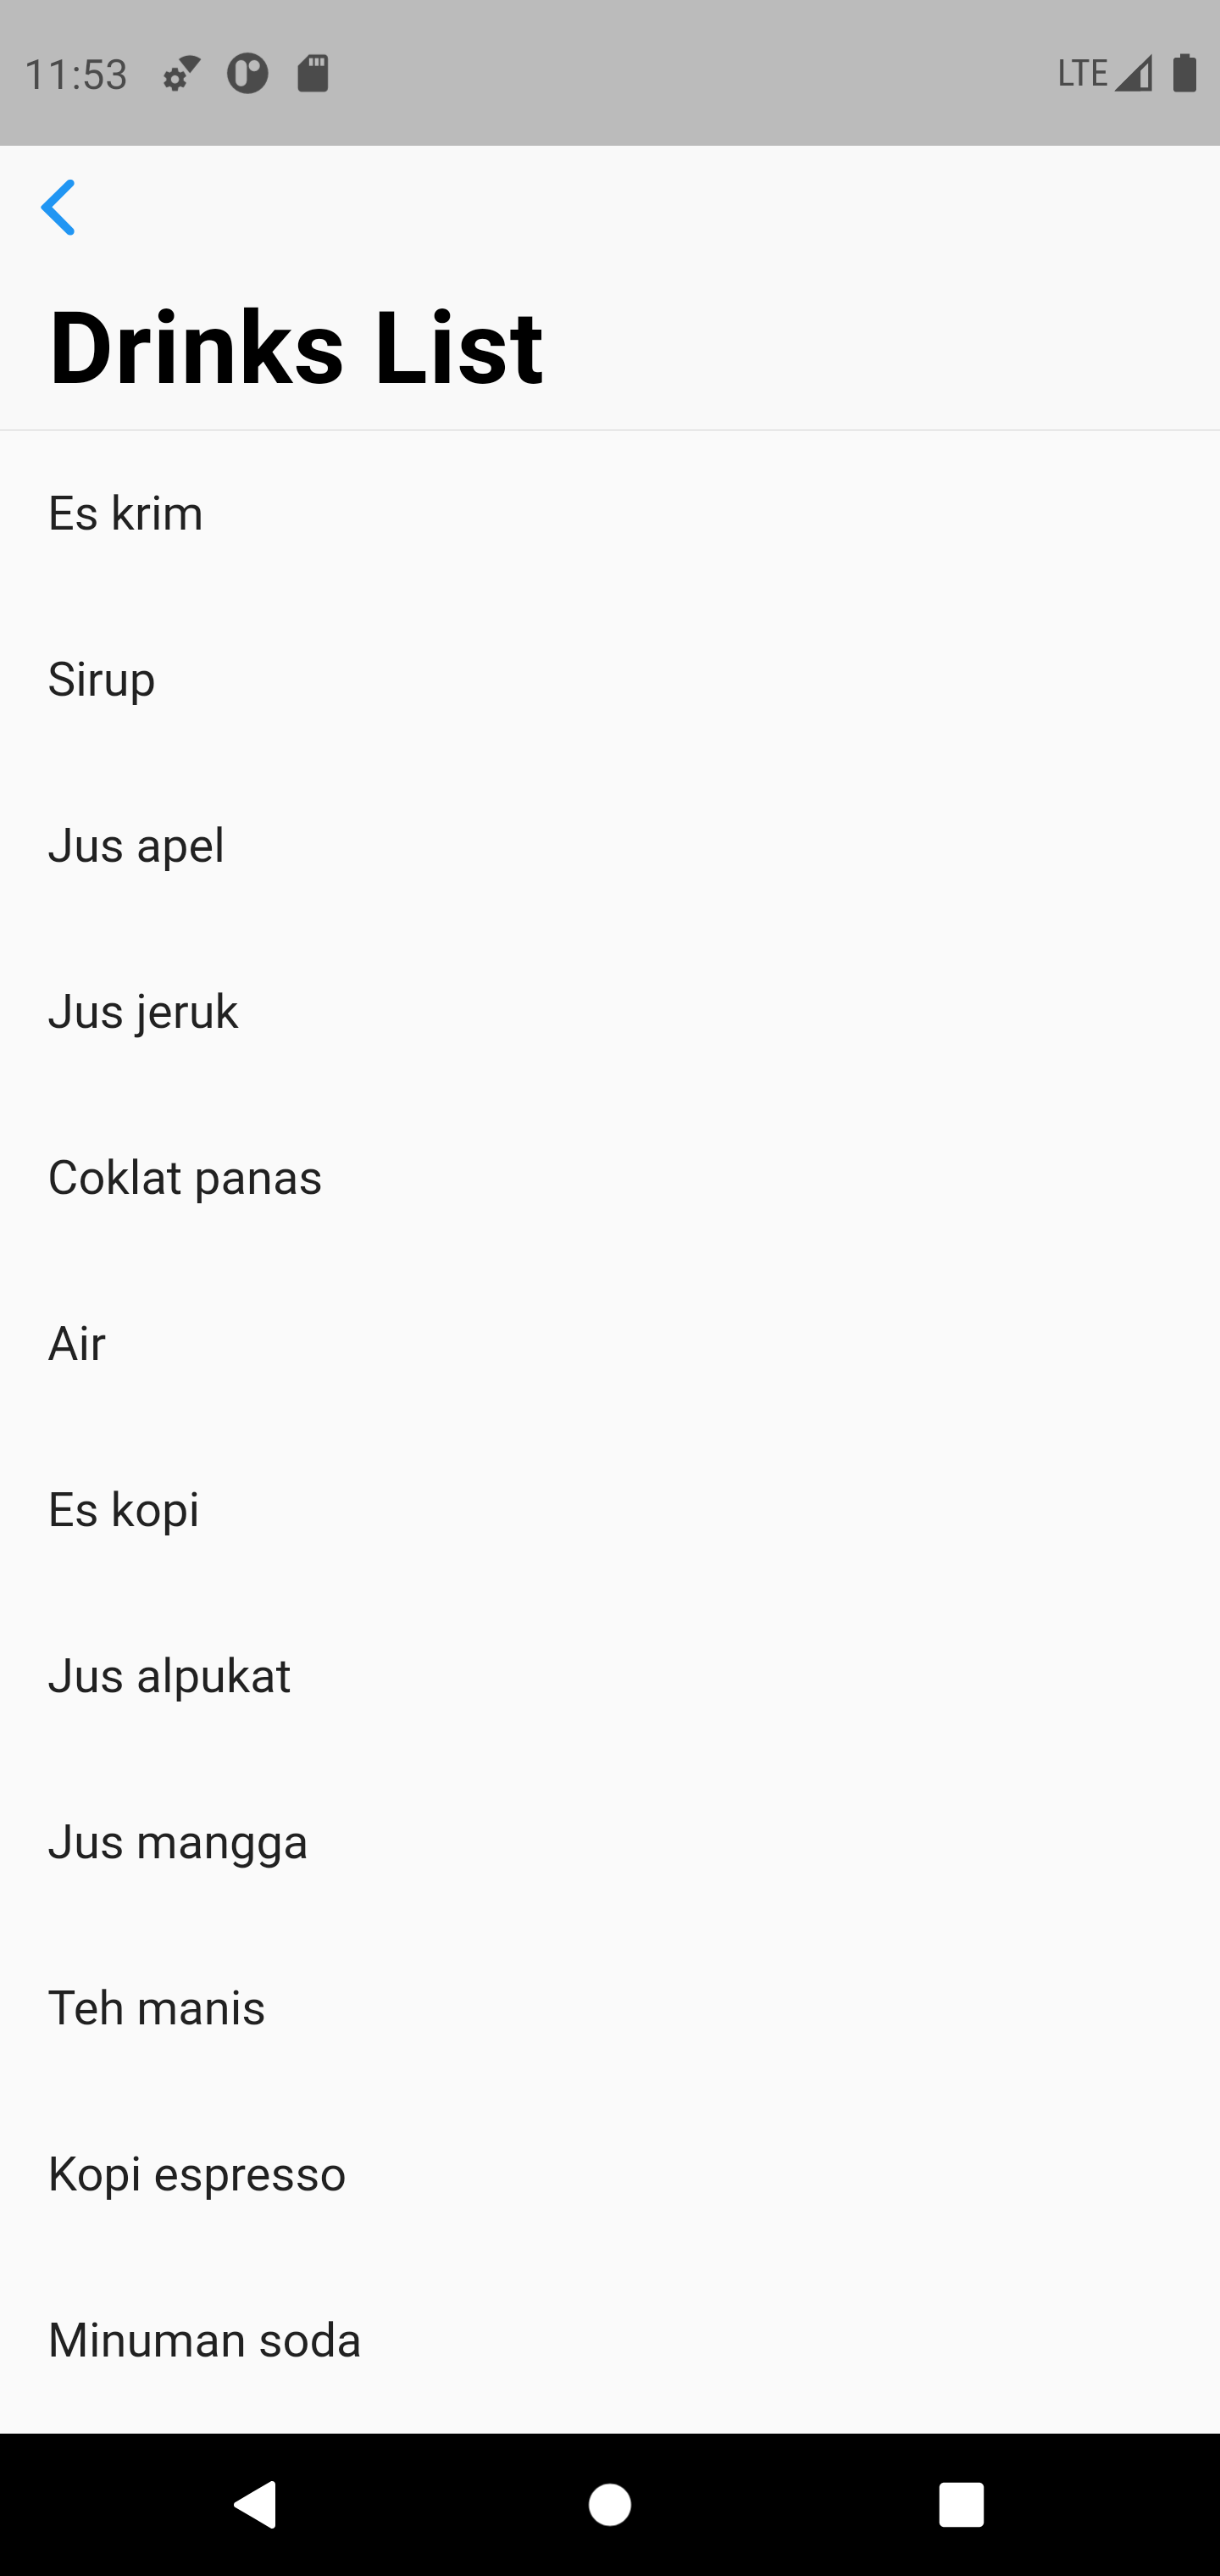 11:53
LTE
Drinks List
Es krim
Sirup
Jus apel
Jus jeruk
Coklat panas
Air
Es kopi
Jus alpukat
Jus mangga
Teh manis
Kopi espresso
Minuman soda